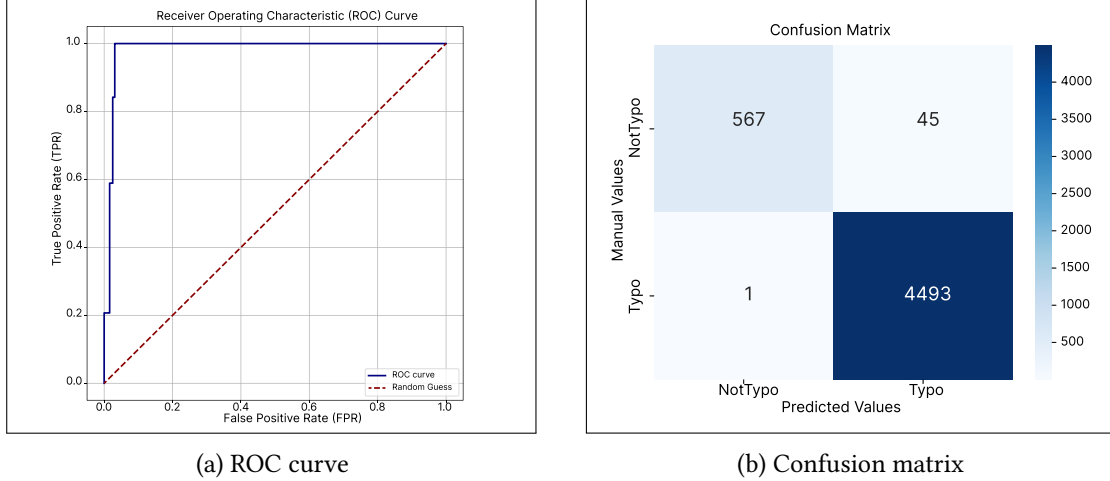 Receiver Operating Characteristic (ROC) Curve
1.0
0.8
0.6
0.4
0.2
0.0
True Positive Rate (TPR)
0.0 0.2 0.4 0.6 0.8 1.0
False Positive Rate (FPR)
ROC curve
Random Guess
(a) ROC curve
Confusion Matrix
NotTypo
Typo
Manual Values
567 45
1 4493
NotTypo Typo
Predicted Values
4000
3500
3000
2500
2000
1500
1000
500
(b) Confusion matrix